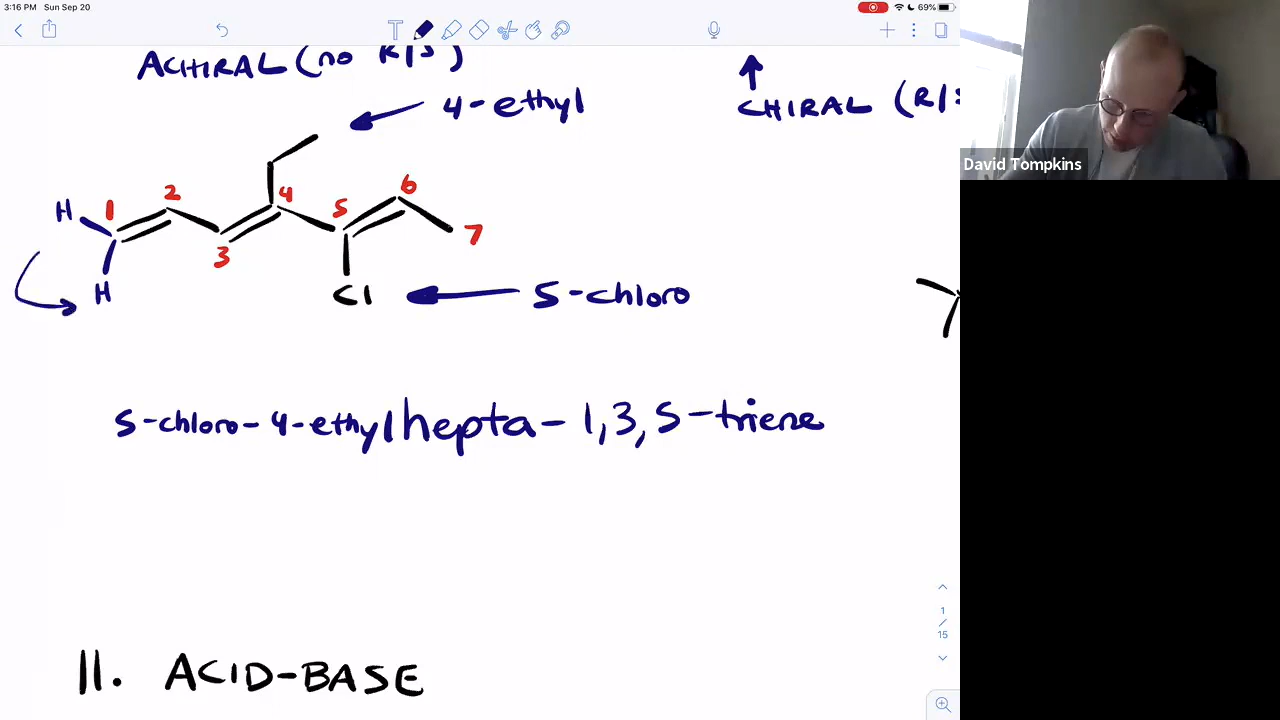 3:16 PM Sun Sep 20
69%
ACHIRAL (no R/S)
4-ethyl
CHIRAL (R/S
David Tompkins
H 1 2 3 4 5 6 7
H
Cl
5-chloro
5-chloro-4-ethylhepta-1,3,5-triene
1
/
15
II. ACID-BASE